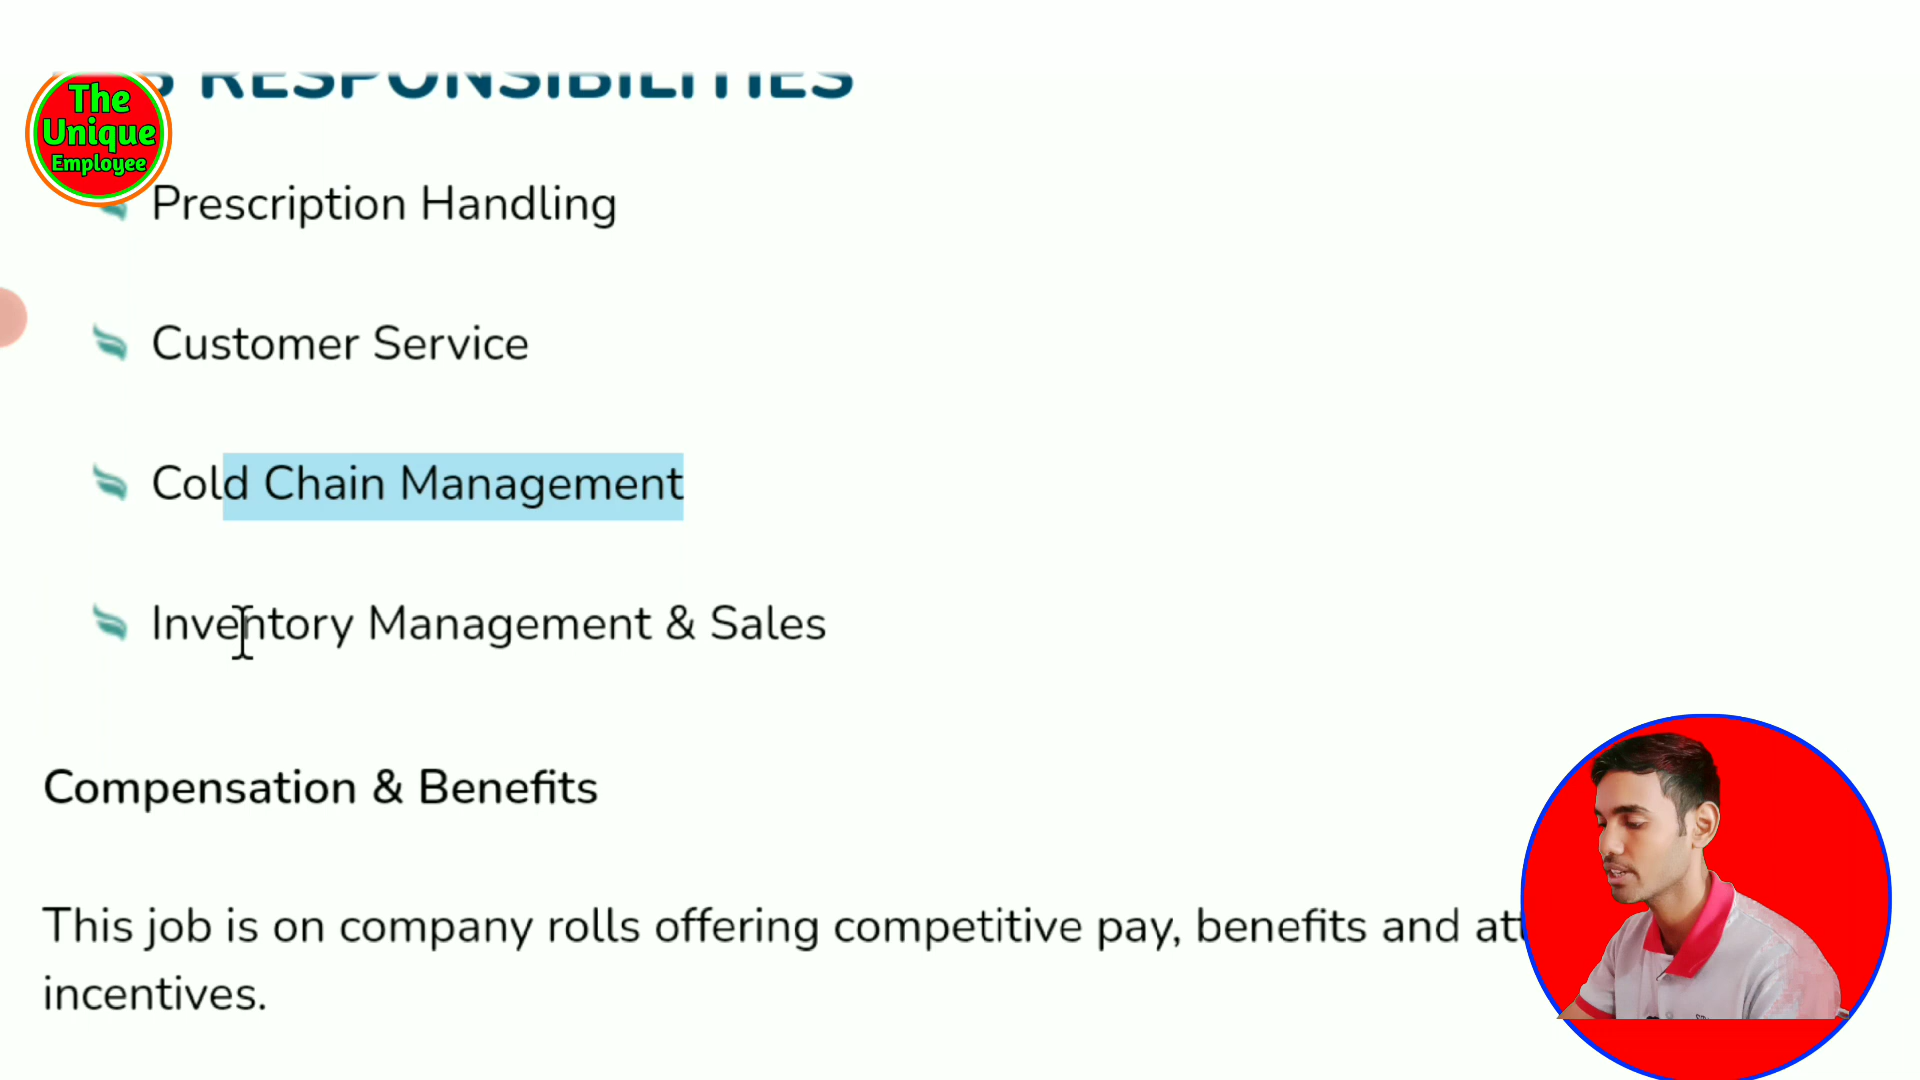 RESPONSIBILITIES
The
Unique
Employee
Prescription Handling
Customer Service
Cold Chain Management
Inventory Management & Sales
Compensation & Benefits
This job is on company rolls offering competitive pay, benefits and
incentives.